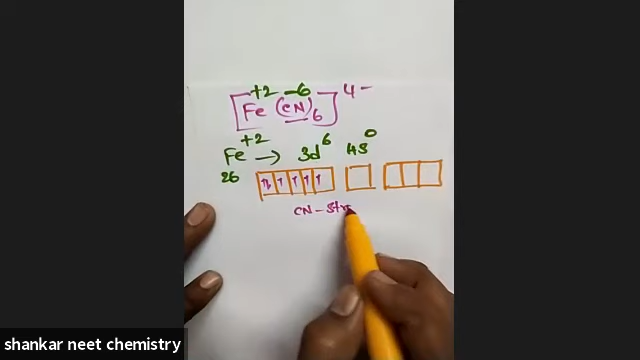 +2 -6
[Fe (CN)6]4-
Fe+2 → 3d6 4s0
26
CN - Str
shankar neet chemistry